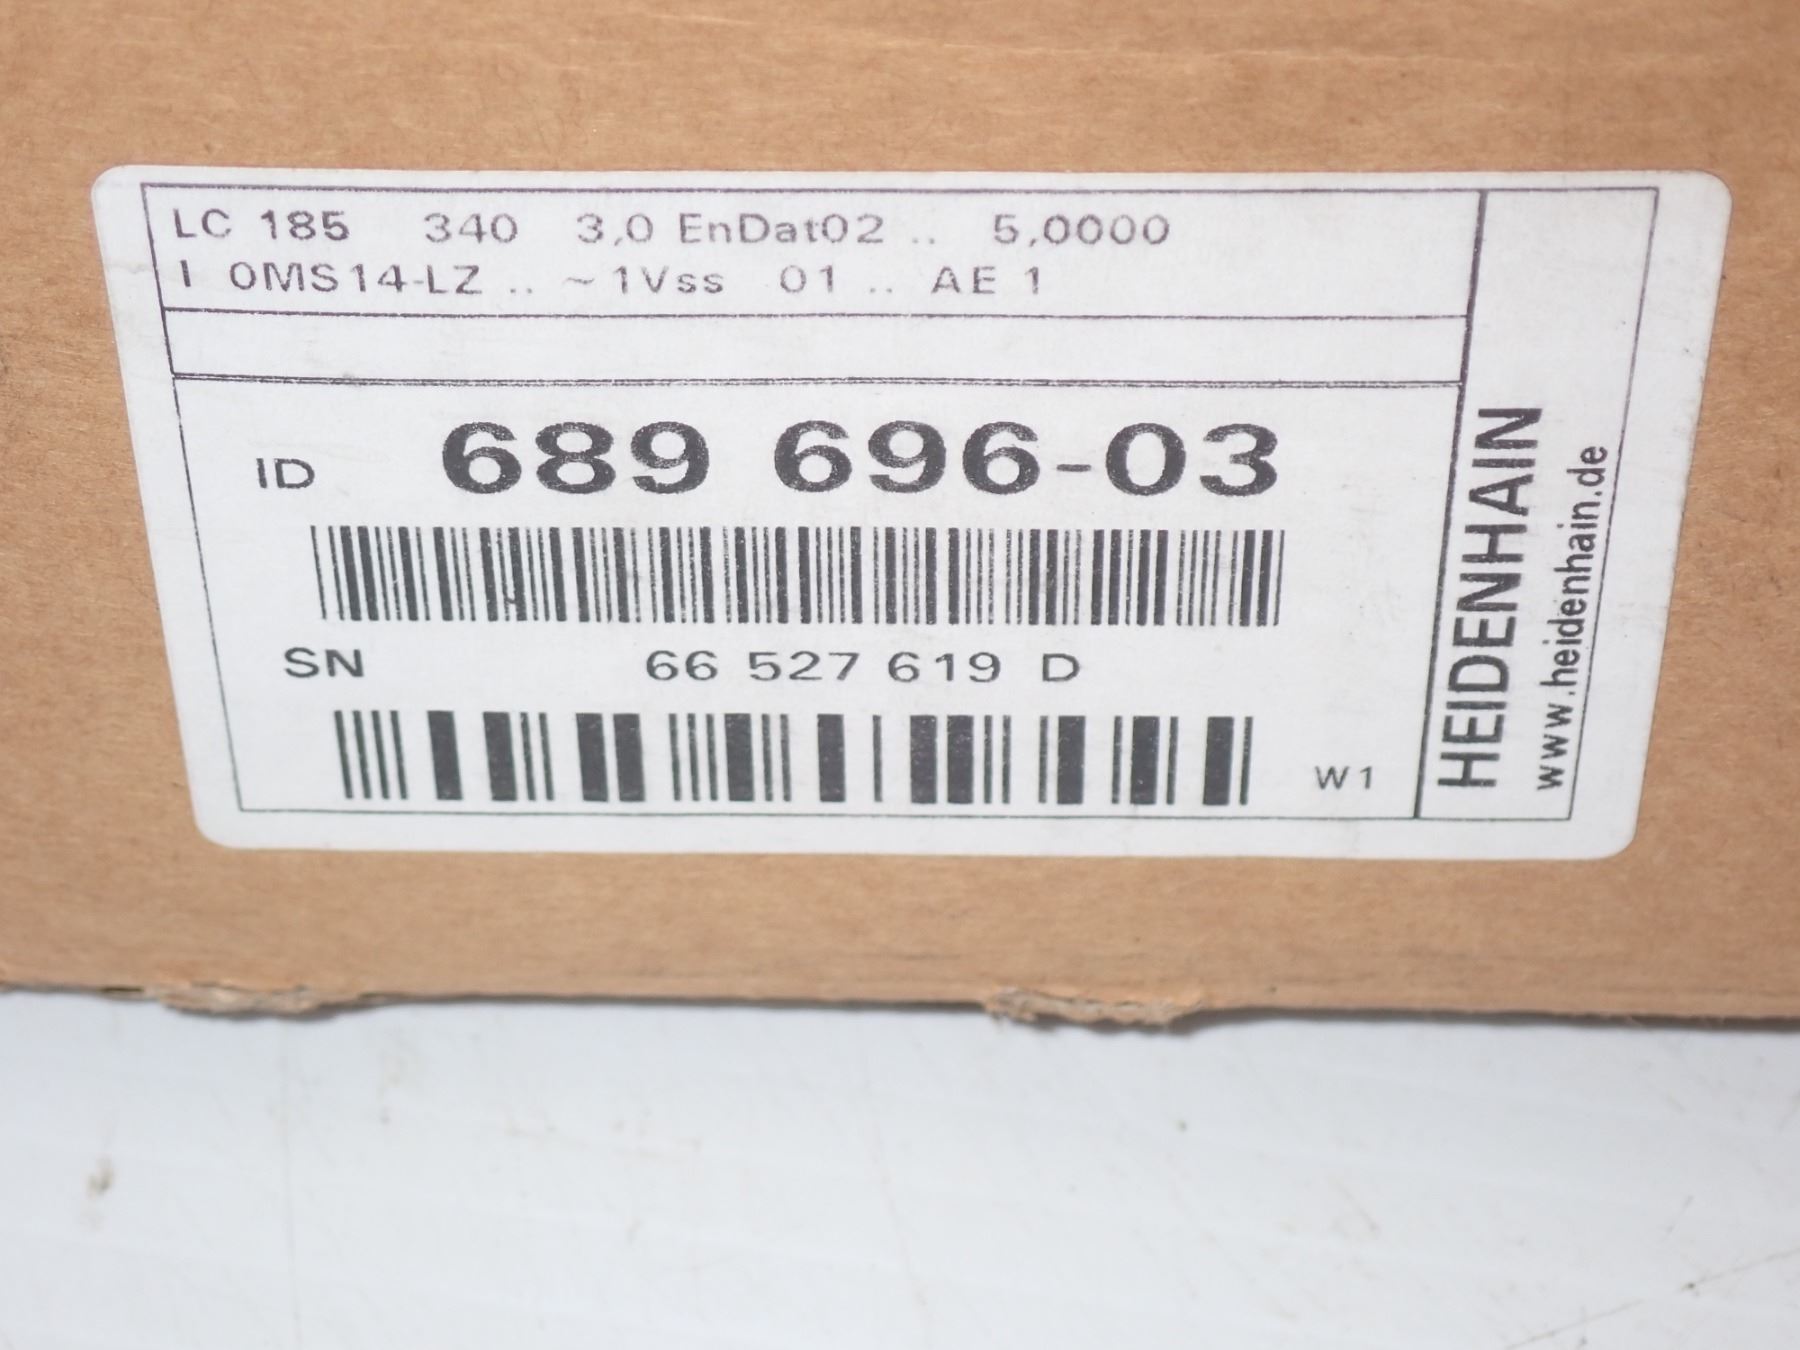 LC 185 340 3,0 EnDat02 .. 5,0000
I 0MS14-LZ .. ~1Vss 01 .. AE 1
ID 689 696-03
SN 66 527 619 D
W1
HEIDENHAIN
www.heidenhain.de